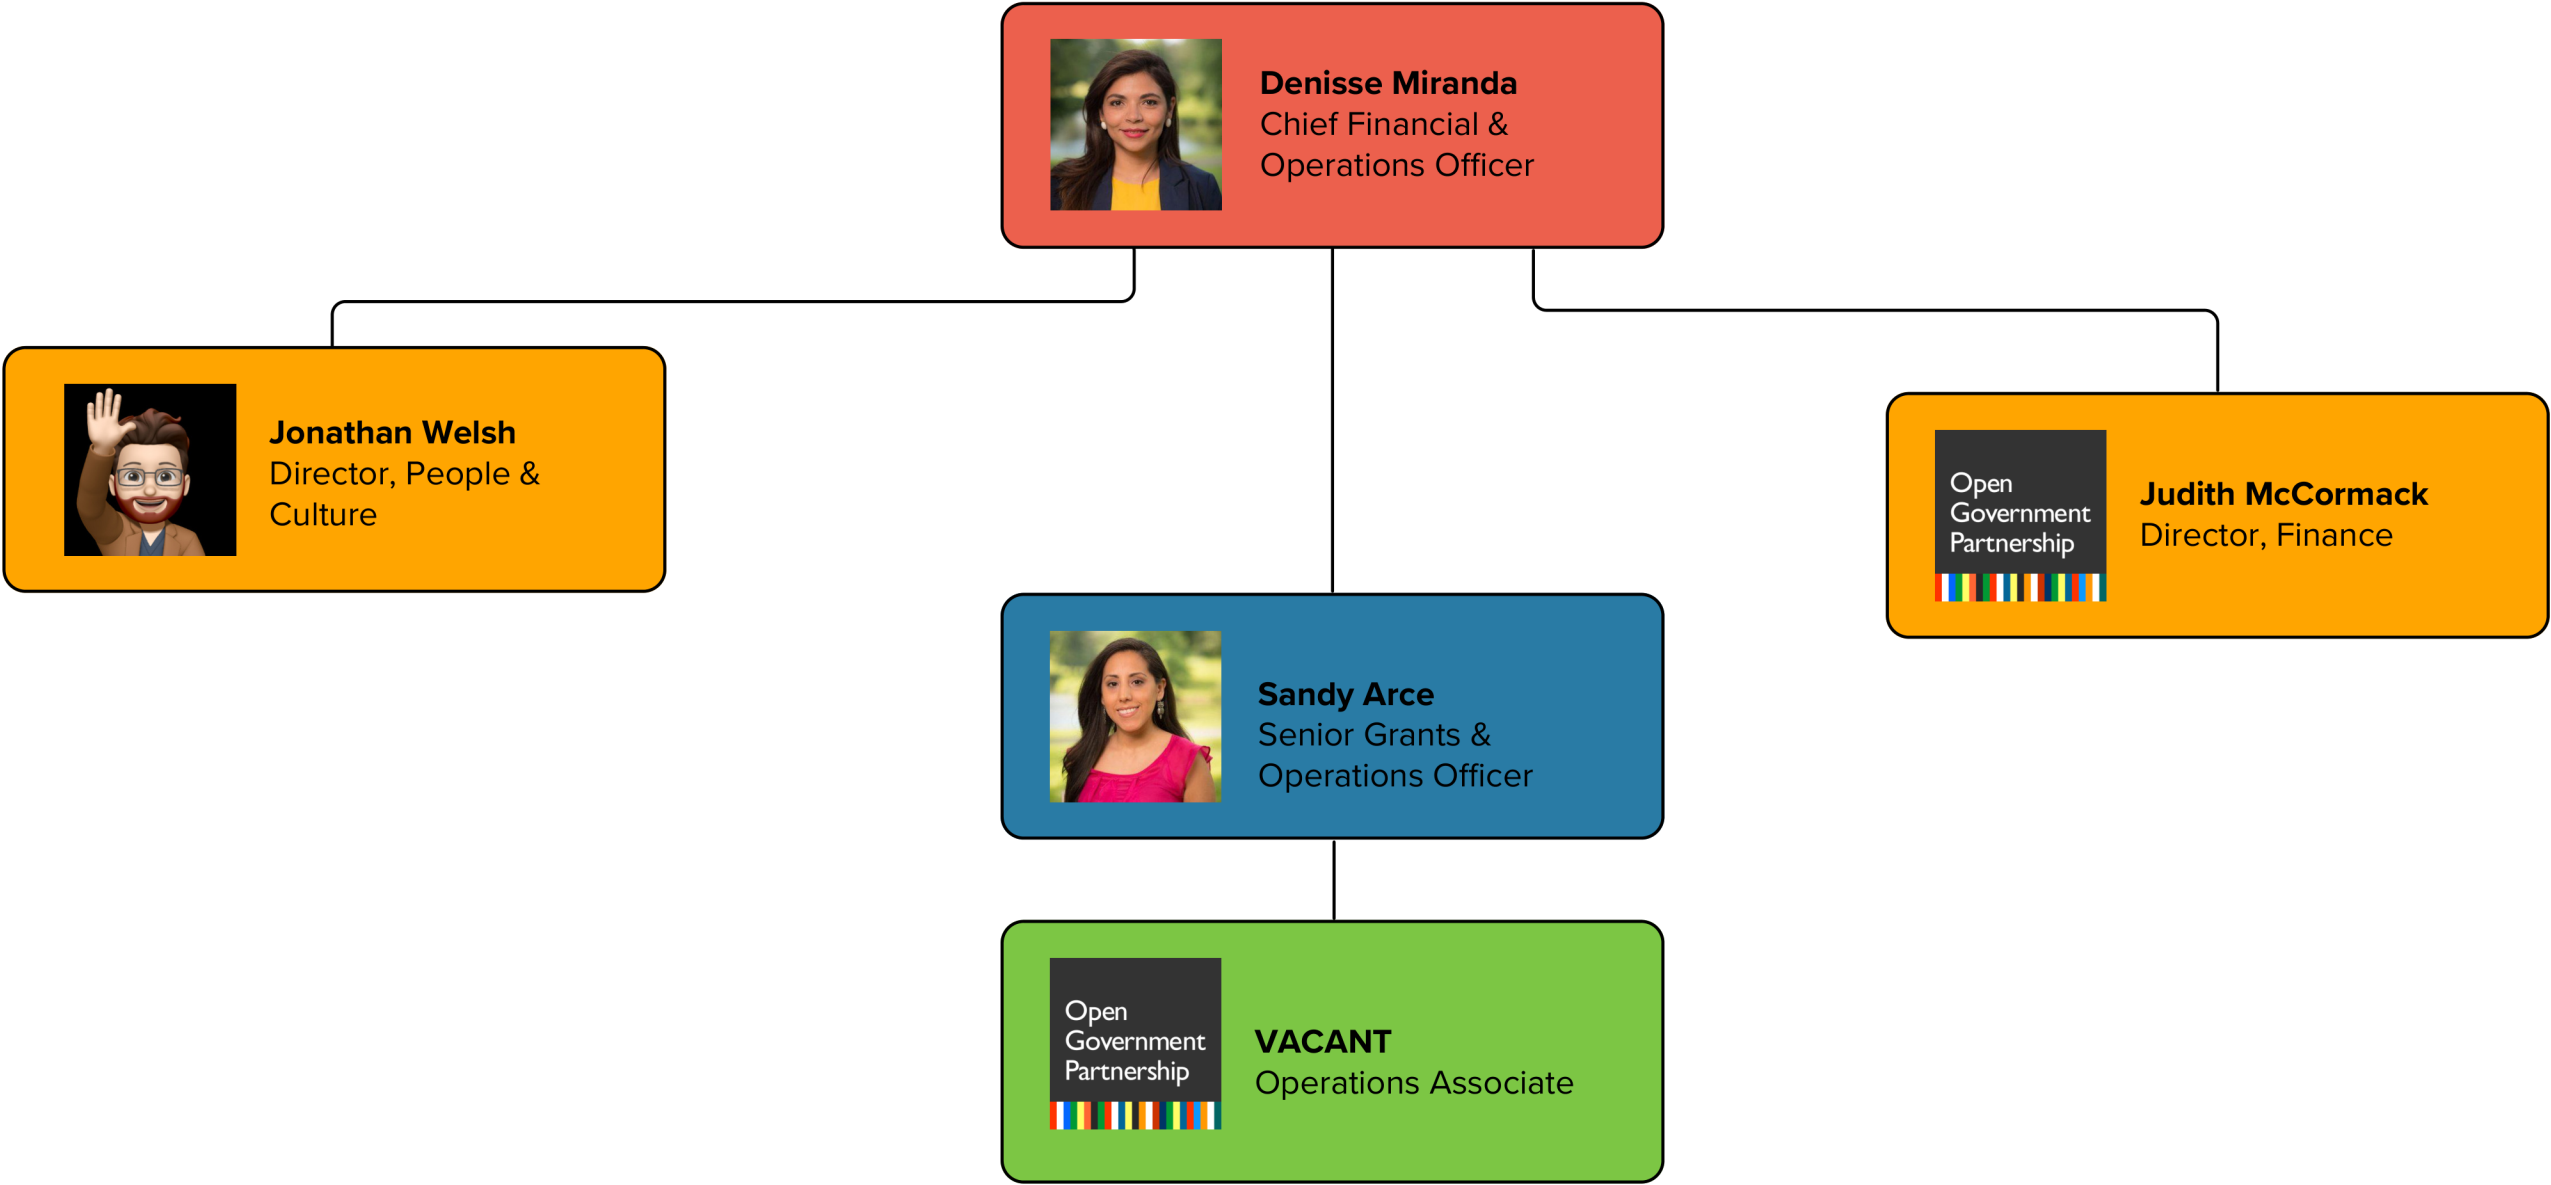 Denisse Miranda
Chief Financial &
Operations Officer
Jonathan Welsh
Director, People &
Culture
Open
Government
Partnership
Judith McCormack
Director, Finance
Sandy Arce
Senior Grants &
Operations Officer
Open
Government
Partnership
VACANT
Operations Associate